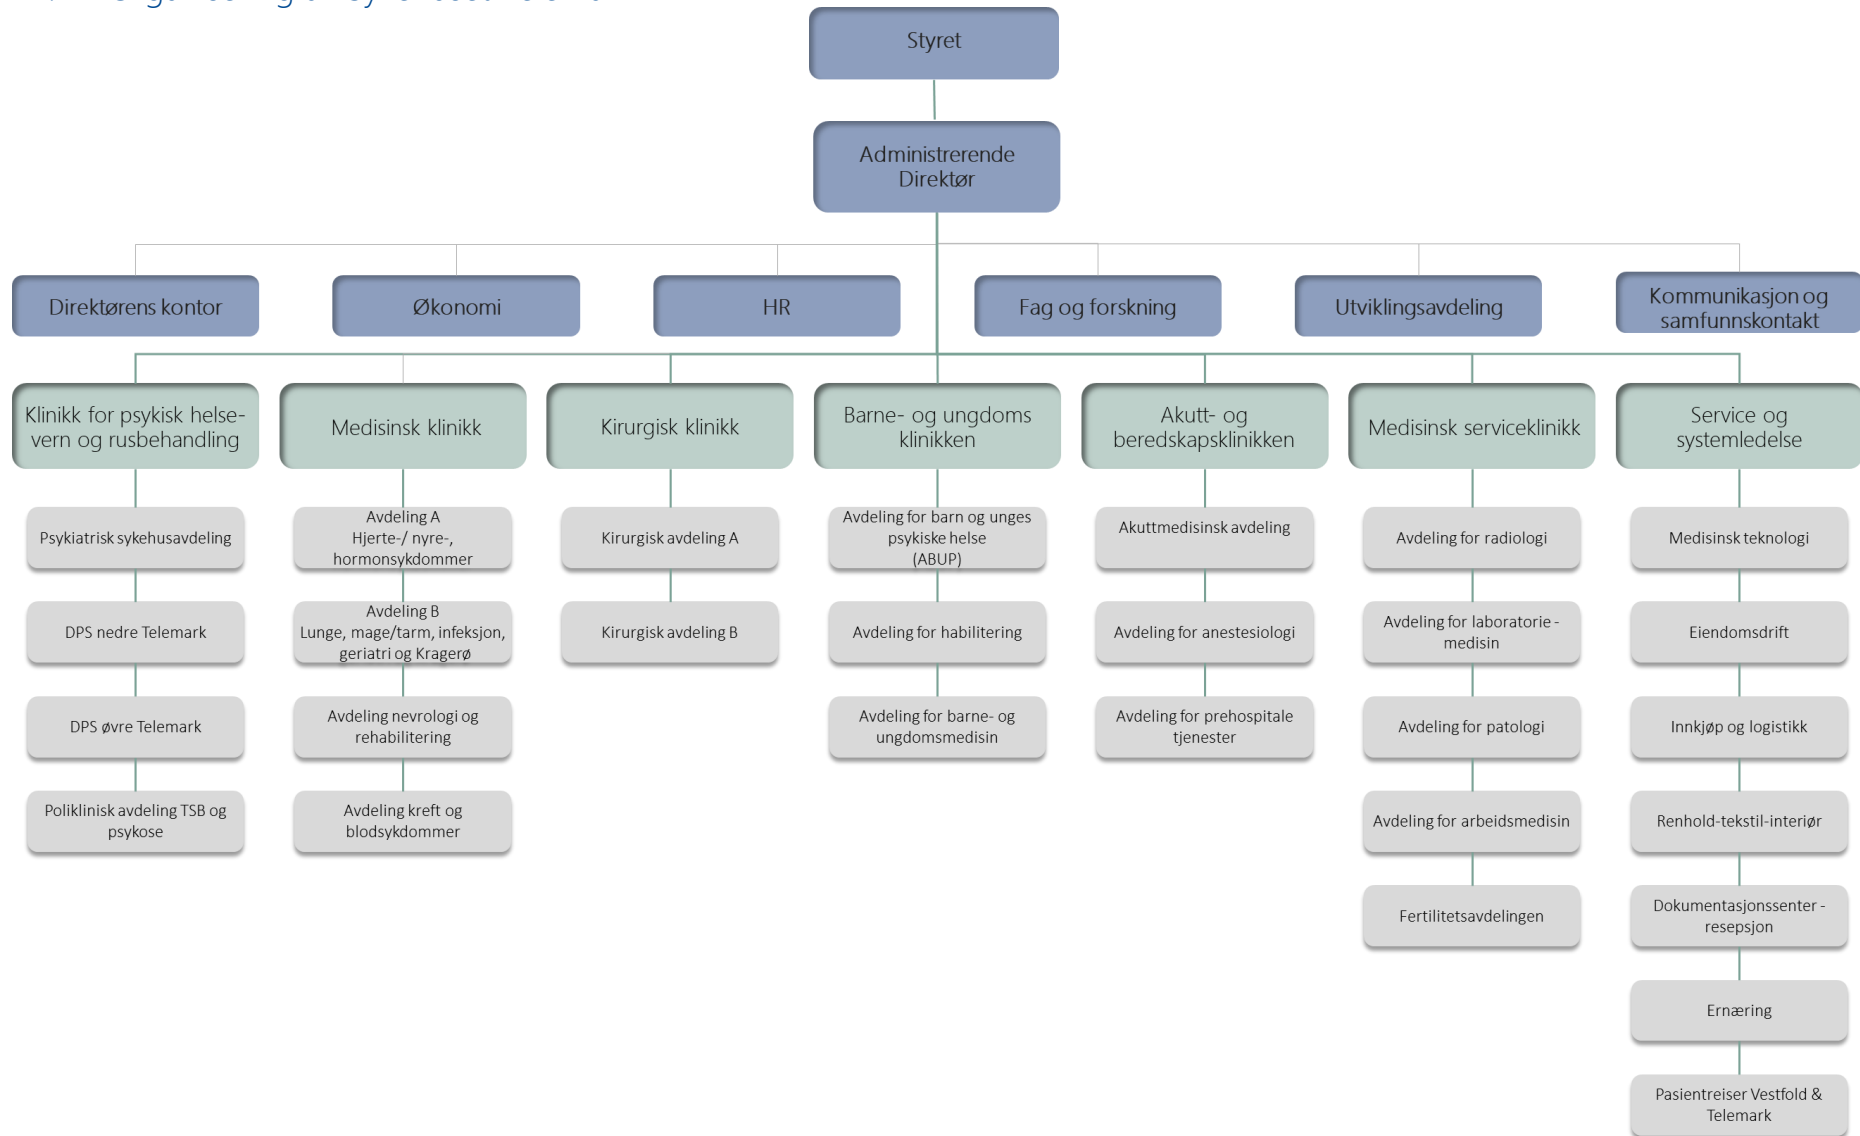 Styret
Administrerende
Direktør
Direktørens kontor
Økonomi
HR
Fag og forskning
Utviklingsavdeling
Kommunikasjon og
samfunnskontakt
Klinikk for psykisk helse-
vern og rusbehandling
Medisinsk klinikk
Kirurgisk klinikk
Barne- og ungdoms
klinikken
Akutt- og
beredskapsklinikken
Medisinsk serviceklinikk
Service og
systemledelse
Psykiatrisk sykehusavdeling
DPS nedre Telemark
DPS øvre Telemark
Poliklinisk avdeling TSB og
psykose
Avdeling A
Hjerte-/ nyre-,
hormonsykdommer
Avdeling B
Lunge, mage/tarm, infeksjon,
geriatri og Kragerø
Avdeling nevrologi og
rehabilitering
Avdeling kreft og
blodsykdommer
Kirurgisk avdeling A
Kirurgisk avdeling B
Avdeling for barn og unges
psykiske helse
(ABUP)
Avdeling for habilitering
Avdeling for barne- og
ungdomsmedisin
Akuttmedisinsk avdeling
Avdeling for anestesiologi
Avdeling for prehospitale
tjenester
Avdeling for radiologi
Avdeling for laboratorie -
medisin
Avdeling for patologi
Avdeling for arbeidsmedisin
Fertilitetsavdelingen
Medisinsk teknologi
Eiendomsdrift
Innkjøp og logistikk
Renhold-tekstil-interiør
Dokumentasjonssenter -
resepsjon
Ernæring
Pasientreiser Vestfold &
Telemark